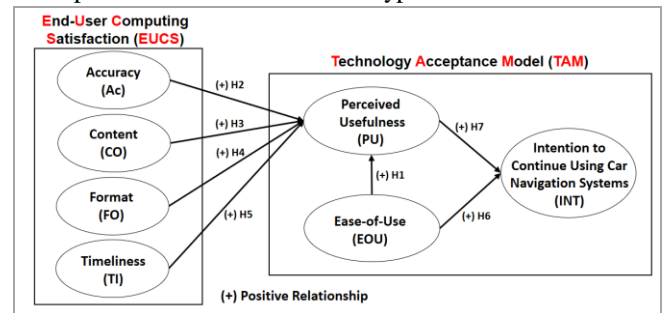 End-User Computing
Satisfaction (EUCS)
Accuracy
(Ac)
Content
(CO)
Format
(FO)
Timeliness
(TI)
(+) H2
(+) H3
(+) H4
(+) H5
Technology Acceptance Model (TAM)
Perceived
Usefulness
(PU)
(+) H1
Ease-of-Use
(EOU)
(+) H7
(+) H6
Intention to
Continue Using Car
Navigation Systems
(INT)
(+) Positive Relationship